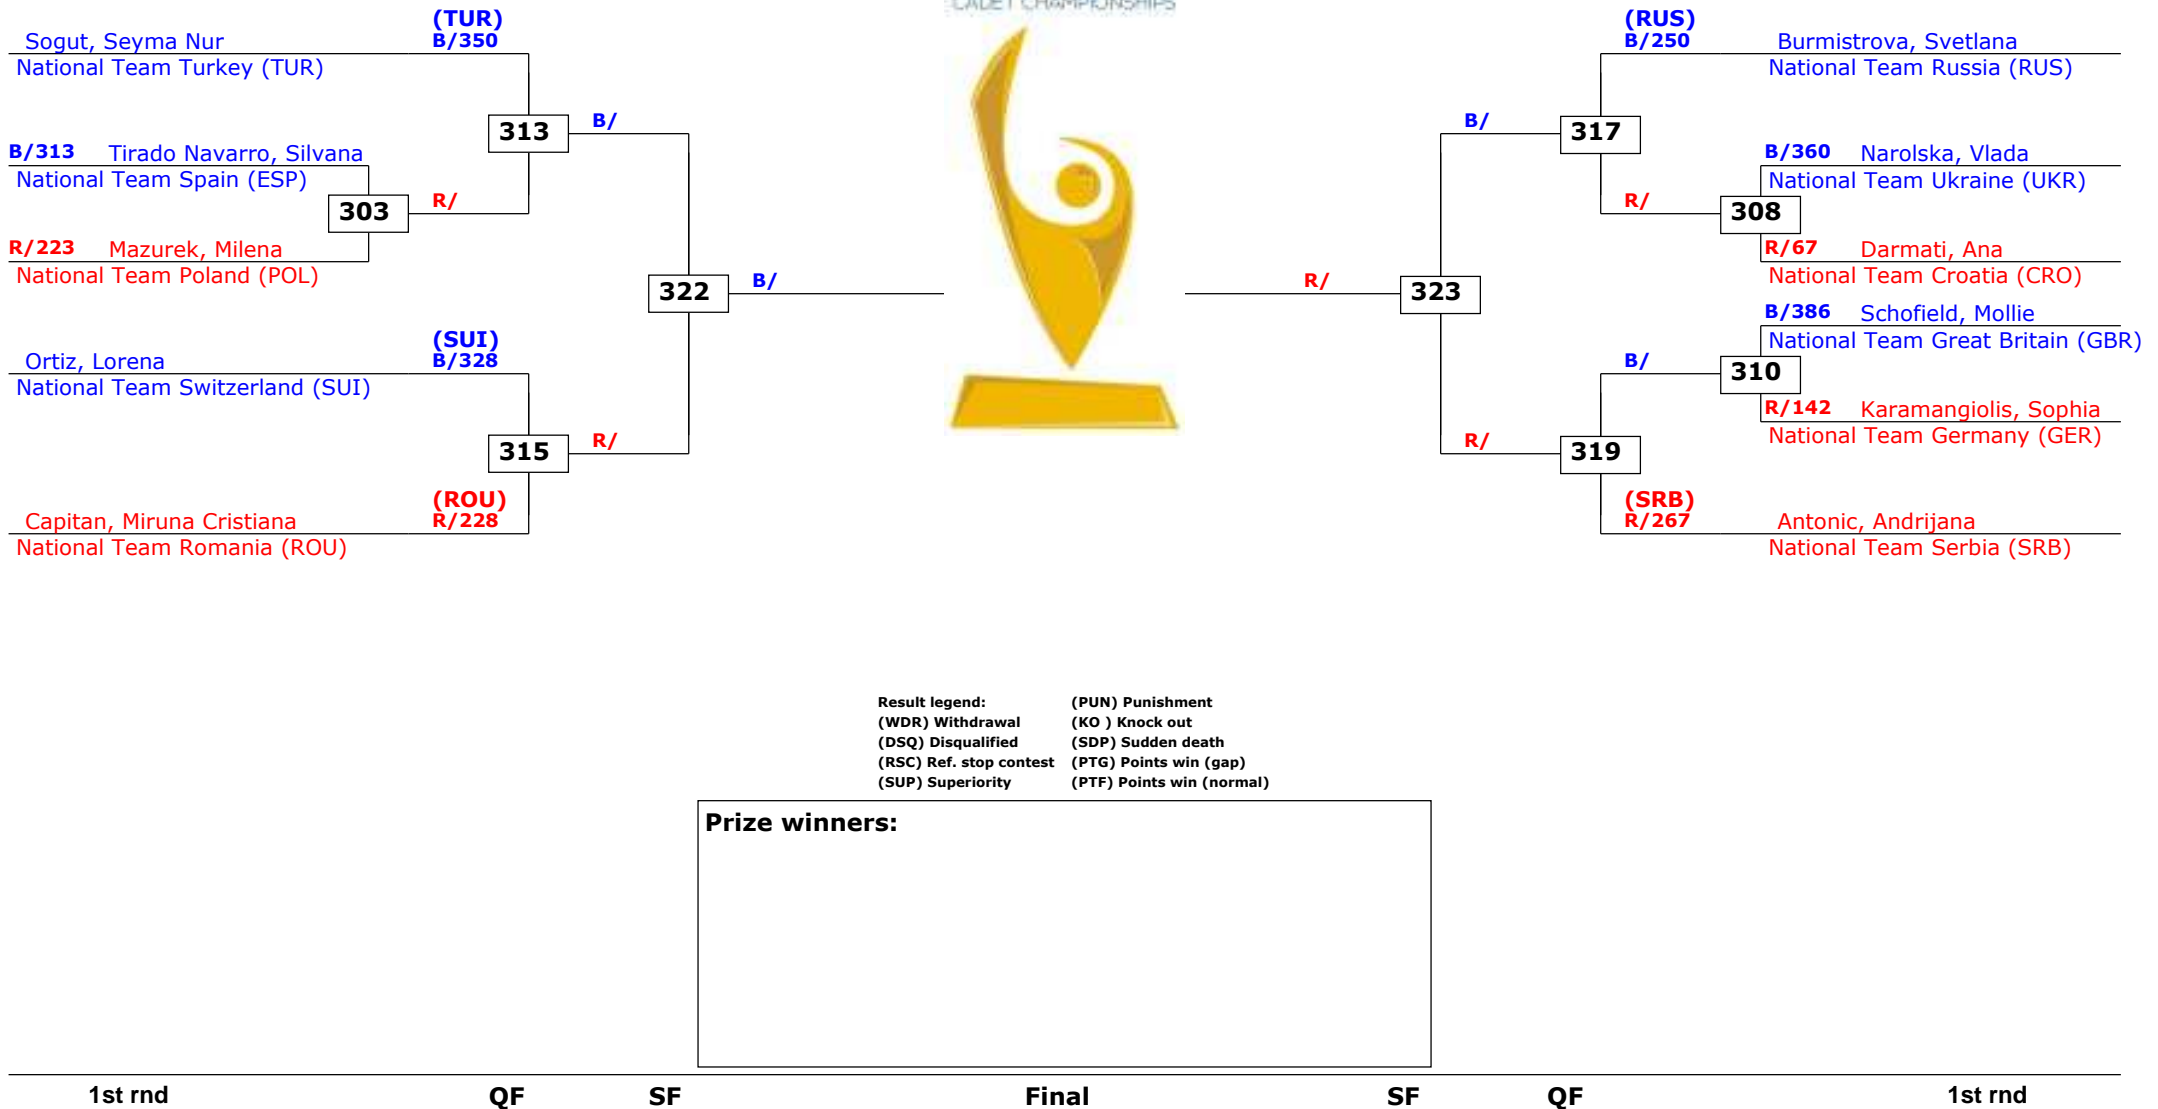 CADET CHAMPIONSHIPS
(TUR)
Sogut, Seyma Nur B/350
National Team Turkey (TUR)
313 B/
B/313 Tirado Navarro, Silvana
National Team Spain (ESP)
303 R/
R/223 Mazurek, Milena
National Team Poland (POL)
322 B/
(SUI)
Ortiz, Lorena B/328
National Team Switzerland (SUI)
315 R/
(ROU)
Capitan, Miruna Cristiana R/228
National Team Romania (ROU)
(RUS)
B/250 Burmistrova, Svetlana
National Team Russia (RUS)
B/ 317
B/360 Narolska, Vlada
National Team Ukraine (UKR)
R/ 308
R/67 Darmati, Ana
National Team Croatia (CRO)
R/ 323
B/386 Schofield, Mollie
National Team Great Britain (GBR)
B/ 310
R/142 Karamangiolis, Sophia
National Team Germany (GER)
R/ 319
(SRB)
R/267 Antonic, Andrijana
National Team Serbia (SRB)
Result legend: (PUN) Punishment
(WDR) Withdrawal (KO ) Knock out
(DSQ) Disqualified (SDP) Sudden death
(RSC) Ref. stop contest (PTG) Points win (gap)
(SUP) Superiority (PTF) Points win (normal)
Prize winners:
1st rnd QF SF Final SF QF 1st rnd